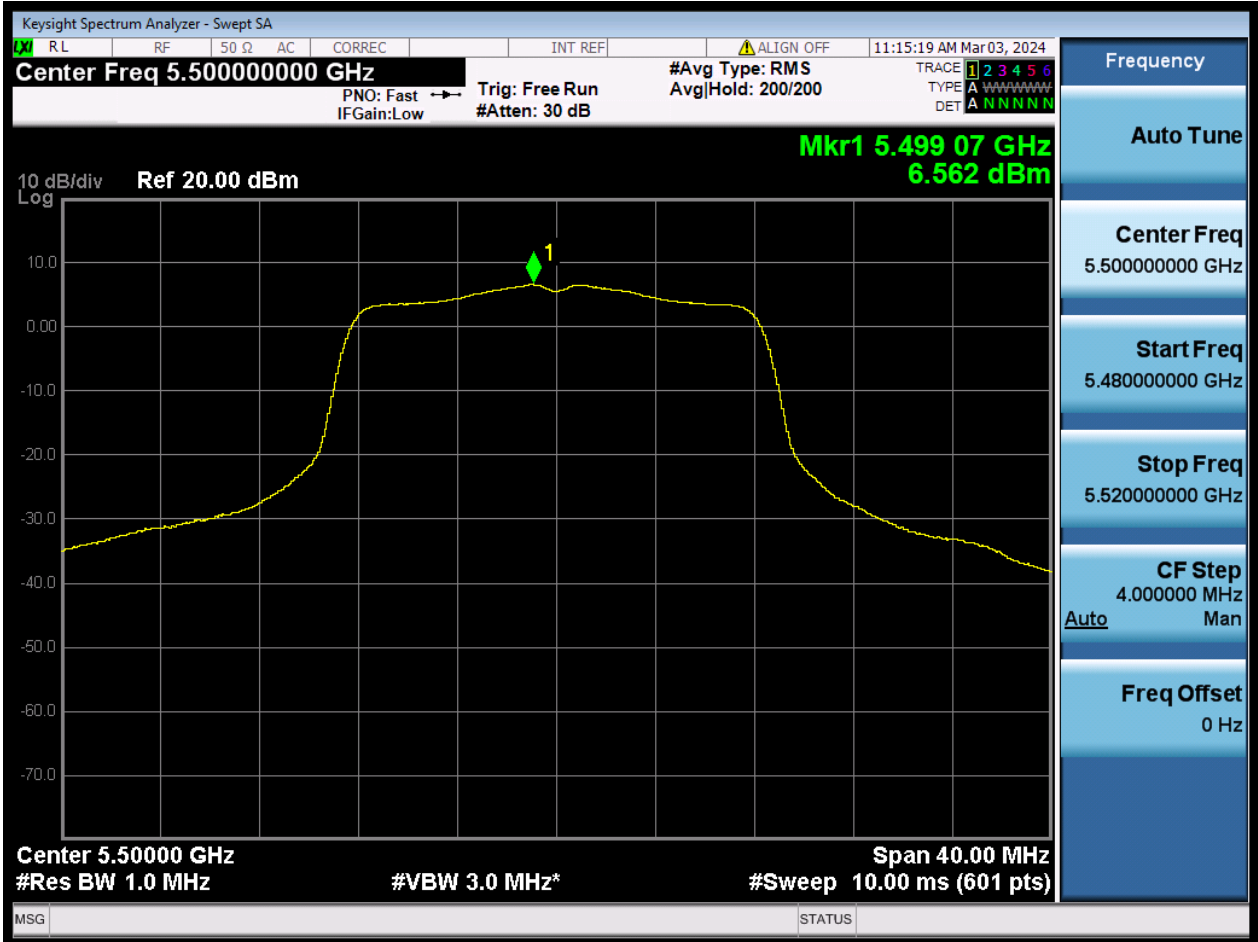 Keysight Spectrum Analyzer - Swept SA
LXI RL RF 50 Ω AC CORREC INT REF ALIGN OFF 11:15:19 AM Mar 03, 2024
Center Freq 5.500000000 GHz
PNO: Fast
IFGain:Low
Trig: Free Run
#Atten: 30 dB
#Avg Type: RMS
Avg|Hold: 200/200
TRACE 1 2 3 4 5 6
TYPE A WWWWW
DET A N N N N N
Mkr1 5.499 07 GHz
6.562 dBm
10 dB/div Ref 20.00 dBm
Log
1
10.0
0.00
-10.0
-20.0
-30.0
-40.0
-50.0
-60.0
-70.0
Center 5.50000 GHz Span 40.00 MHz
#Res BW 1.0 MHz #VBW 3.0 MHz* #Sweep 10.00 ms (601 pts)
MSG STATUS
Frequency
Auto Tune
Center Freq
5.500000000 GHz
Start Freq
5.480000000 GHz
Stop Freq
5.520000000 GHz
CF Step
4.000000 MHz
Auto Man
Freq Offset
0 Hz